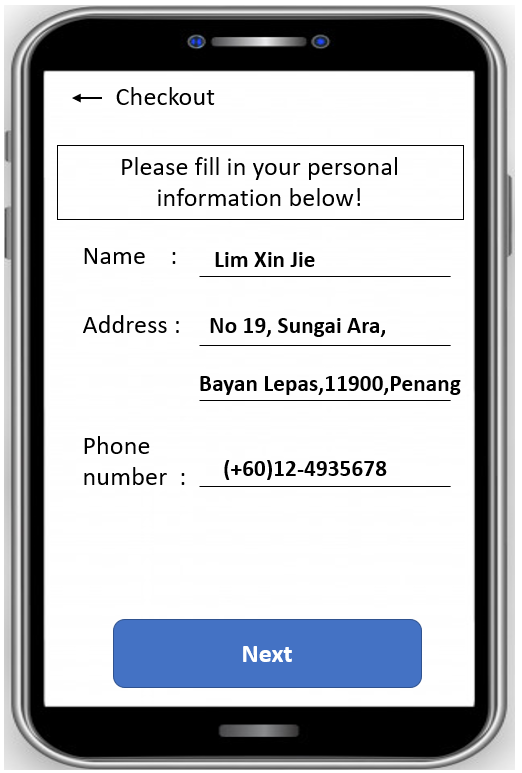 ← Checkout
Please fill in your personal
information below!
Name : Lim Xin Jie
Address : No 19, Sungai Ara,
Bayan Lepas,11900,Penang
Phone
number : (+60)12-4935678
Next